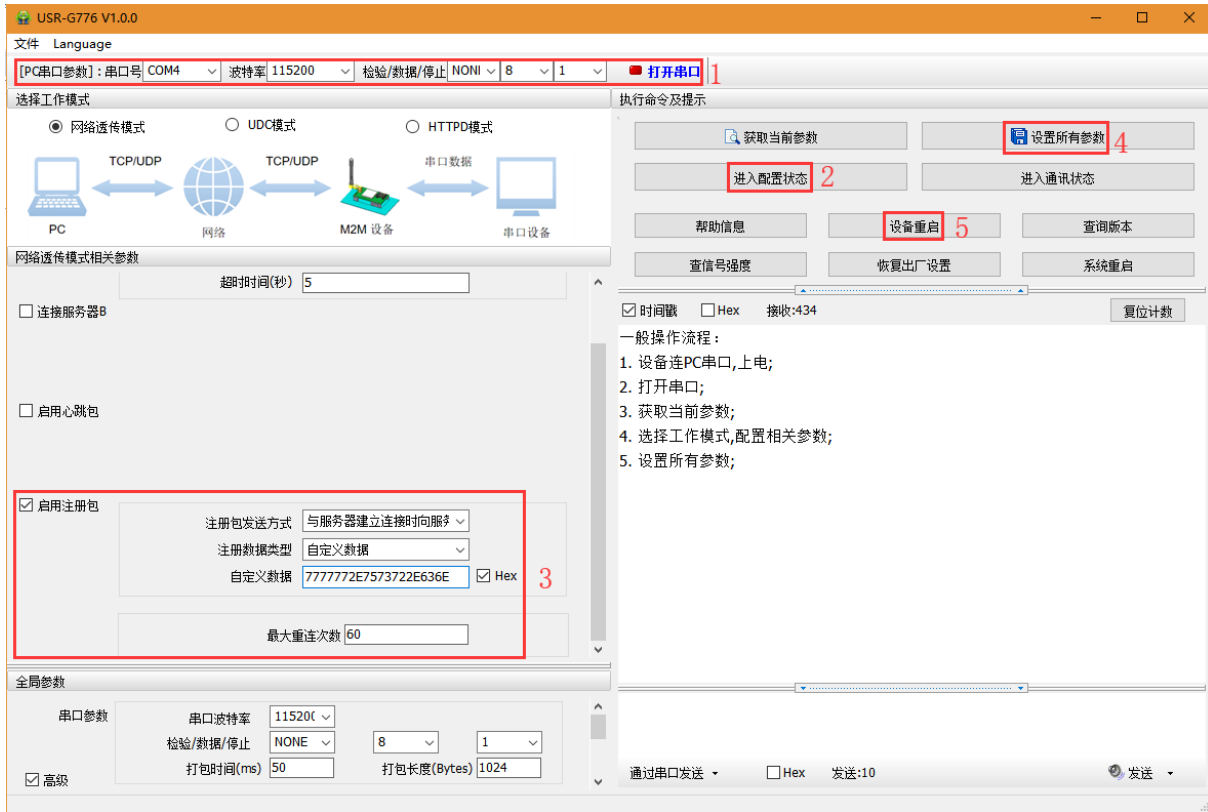 USR-G776 V1.0.0
文件 Language
[PC串口参数]：串口号 COM4 波特率 115200 检验/数据/停止 NONI 8 1 打开串口 1
选择工作模式
网络透传模式 UDC模式 HTTPD模式
TCP/UDP TCP/UDP 串口数据
PC 网络 M2M 设备 串口设备
网络透传模式相关参数
超时时间(秒) 5
连接服务器B
启用心跳包
启用注册包
注册包发送方式 与服务器建立连接时向服务
注册数据类型 自定义数据
自定义数据 7777772E7573722E636E Hex 3
最大重连次数 60
全局参数
串口参数 串口波特率 115200
检验/数据/停止 NONE 8 1
打包时间(ms) 50 打包长度(Bytes) 1024
高级
执行命令及提示
获取当前参数 设置所有参数 4
进入配置状态 2 进入通讯状态
帮助信息 设备重启 5 查询版本
查信号强度 恢复出厂设置 系统重启
时间戳 Hex 接收:434 复位计数
一般操作流程：
1. 设备连PC串口,上电;
2. 打开串口;
3. 获取当前参数;
4. 选择工作模式,配置相关参数;
5. 设置所有参数;
通过串口发送 Hex 发送:10 发送